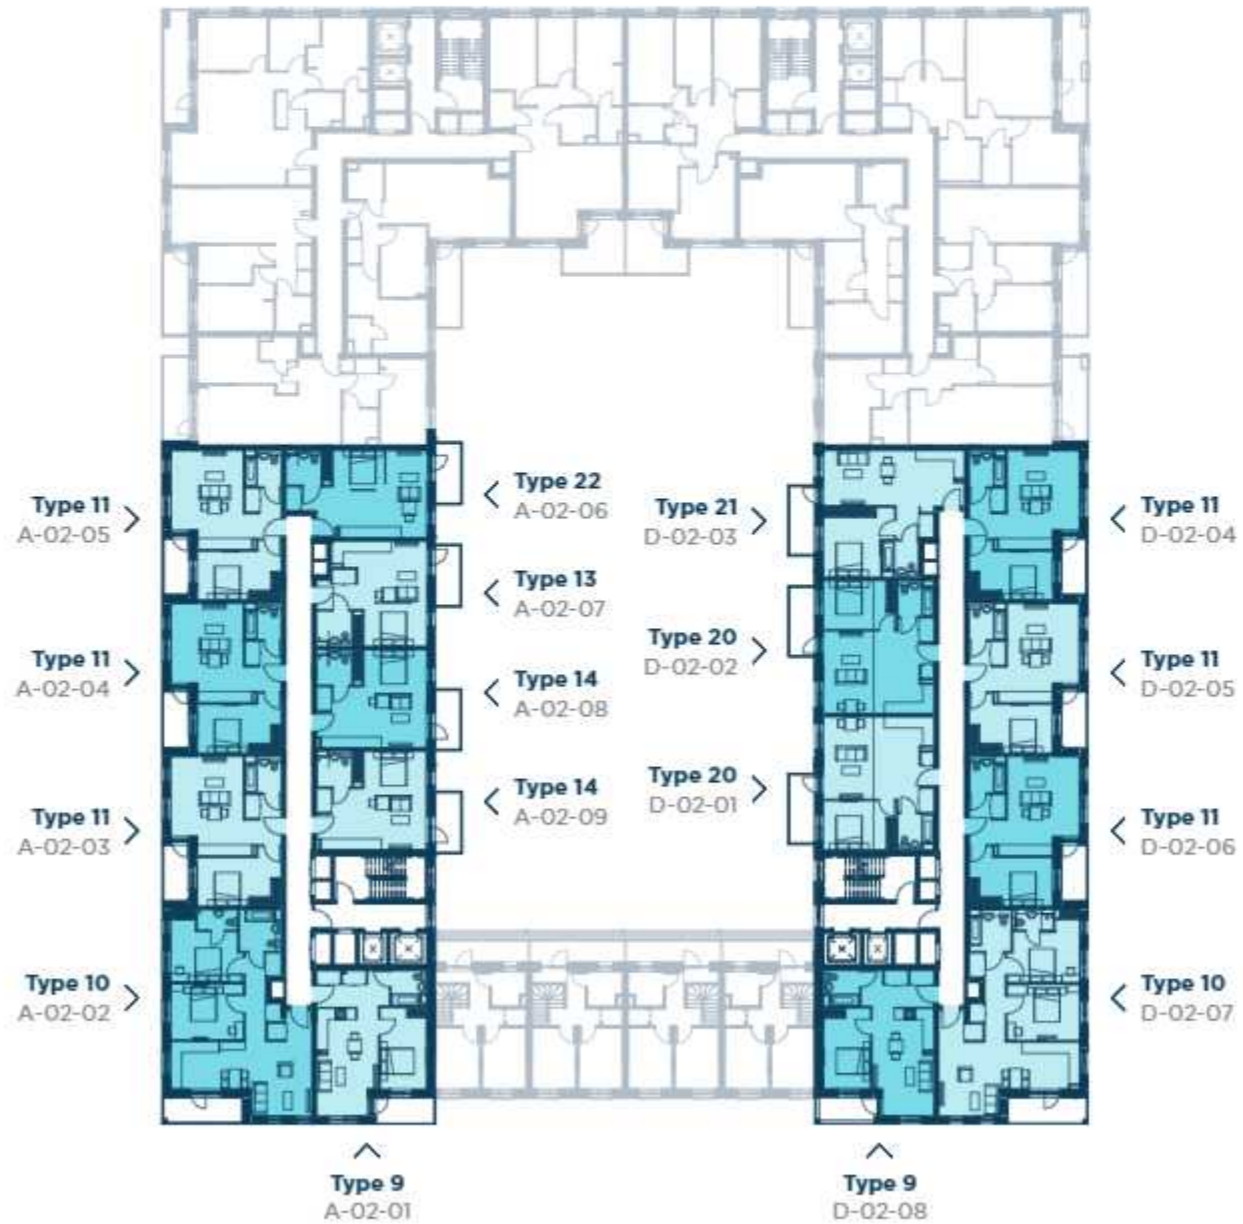 Type 11
A-02-05
Type 11
A-02-04
Type 11
A-02-03
Type 10
A-02-02
Type 22
A-02-06
Type 13
A-02-07
Type 14
A-02-08
Type 14
A-02-09
Type 21
D-02-03
Type 20
D-02-02
Type 20
D-02-01
Type 11
D-02-04
Type 11
D-02-05
Type 11
D-02-06
Type 10
D-02-07
Type 9
A-02-01
Type 9
D-02-08